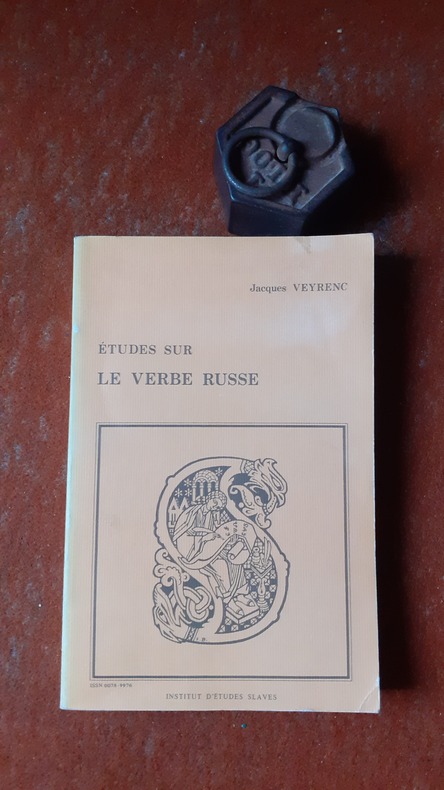 Jacques VEYRENC
ÉTUDES SUR
LE VERBE RUSSE
INSTITUT D'ÉTUDES SLAVES